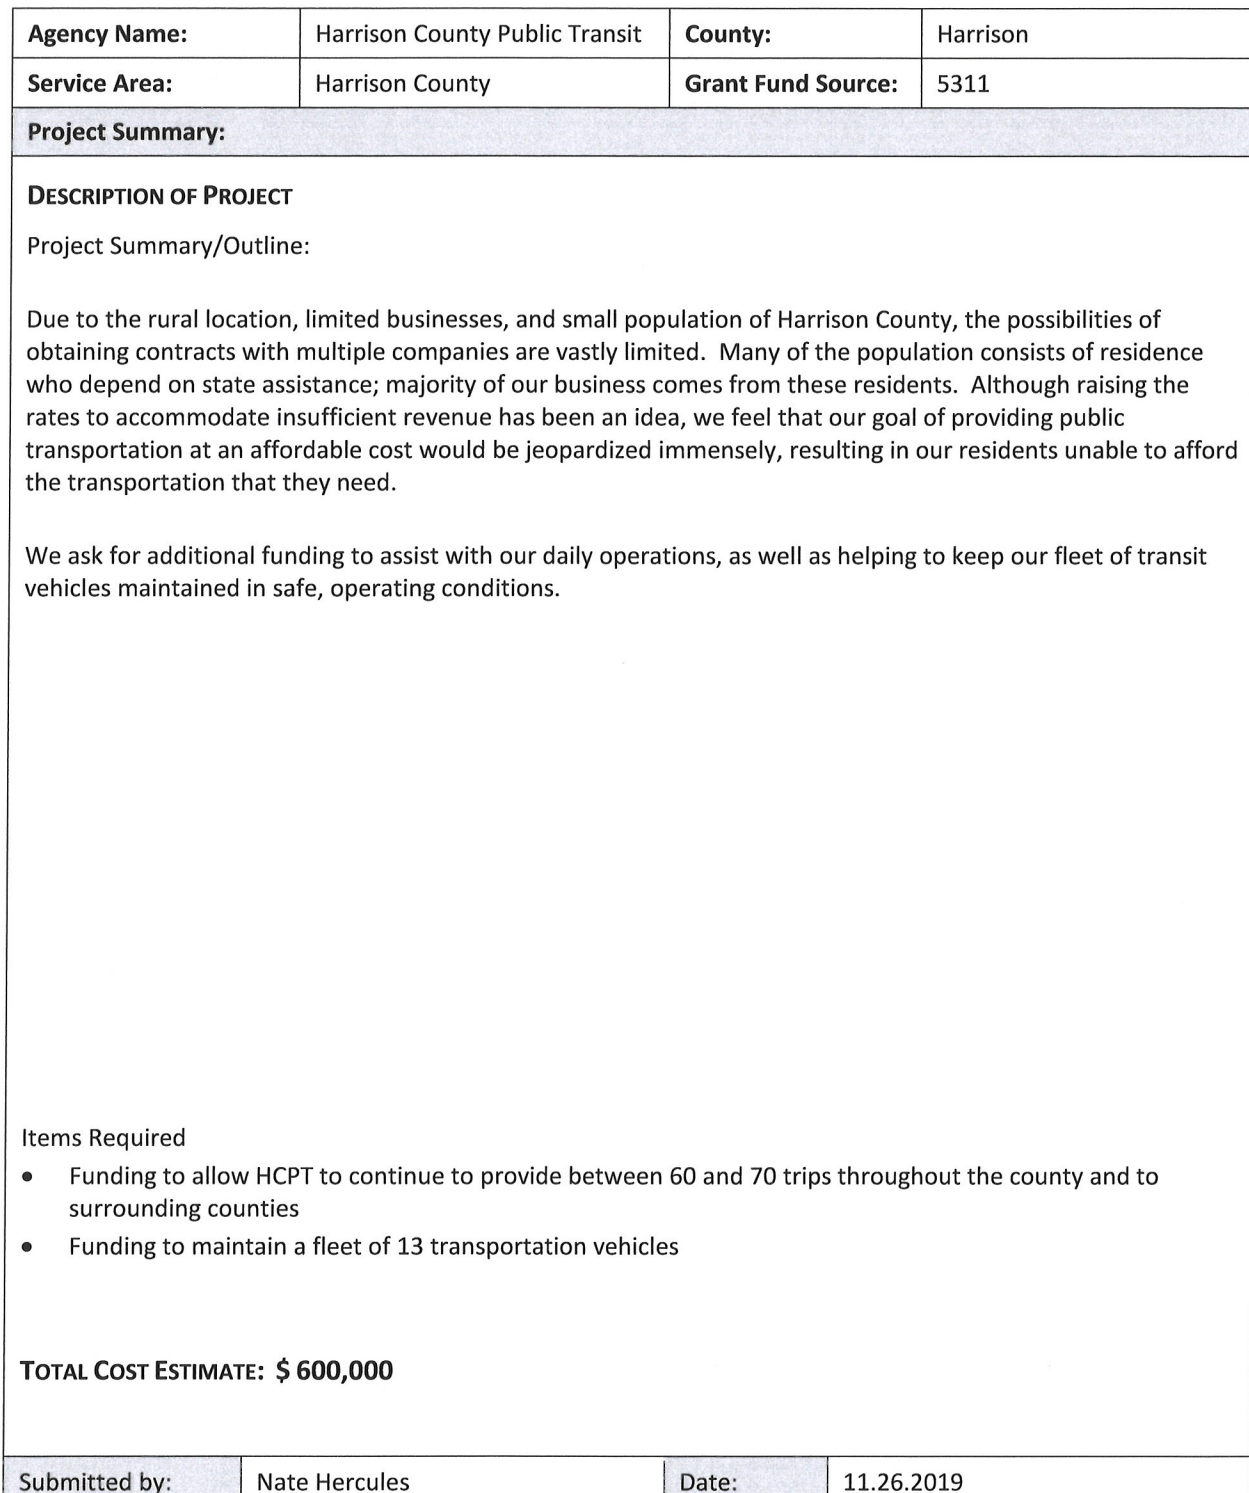 Agency Name: Harrison County Public Transit County: Harrison
Service Area: Harrison County Grant Fund Source: 5311
Project Summary:
DESCRIPTION OF PROJECT
Project Summary/Outline:
Due to the rural location, limited businesses, and small population of Harrison County, the possibilities of
obtaining contracts with multiple companies are vastly limited. Many of the population consists of residence
who depend on state assistance; majority of our business comes from these residents. Although raising the
rates to accommodate insufficient revenue has been an idea, we feel that our goal of providing public
transportation at an affordable cost would be jeopardized immensely, resulting in our residents unable to afford
the transportation that they need.
We ask for additional funding to assist with our daily operations, as well as helping to keep our fleet of transit
vehicles maintained in safe, operating conditions.
Items Required
• Funding to allow HCPT to continue to provide between 60 and 70 trips throughout the county and to
surrounding counties
• Funding to maintain a fleet of 13 transportation vehicles
TOTAL COST ESTIMATE: $ 600,000
Submitted by: Nate Hercules Date: 11.26.2019